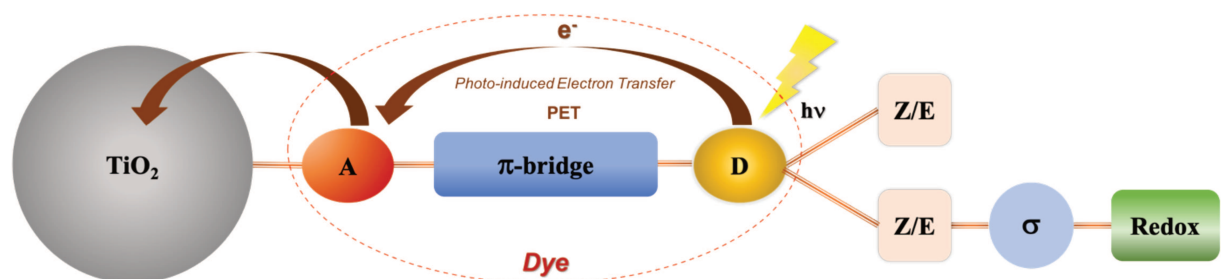 e⁻
Photo-induced Electron Transfer
PET
hν
Z/E
TiO₂
A
π-bridge
D
Z/E
σ
Redox
Dye